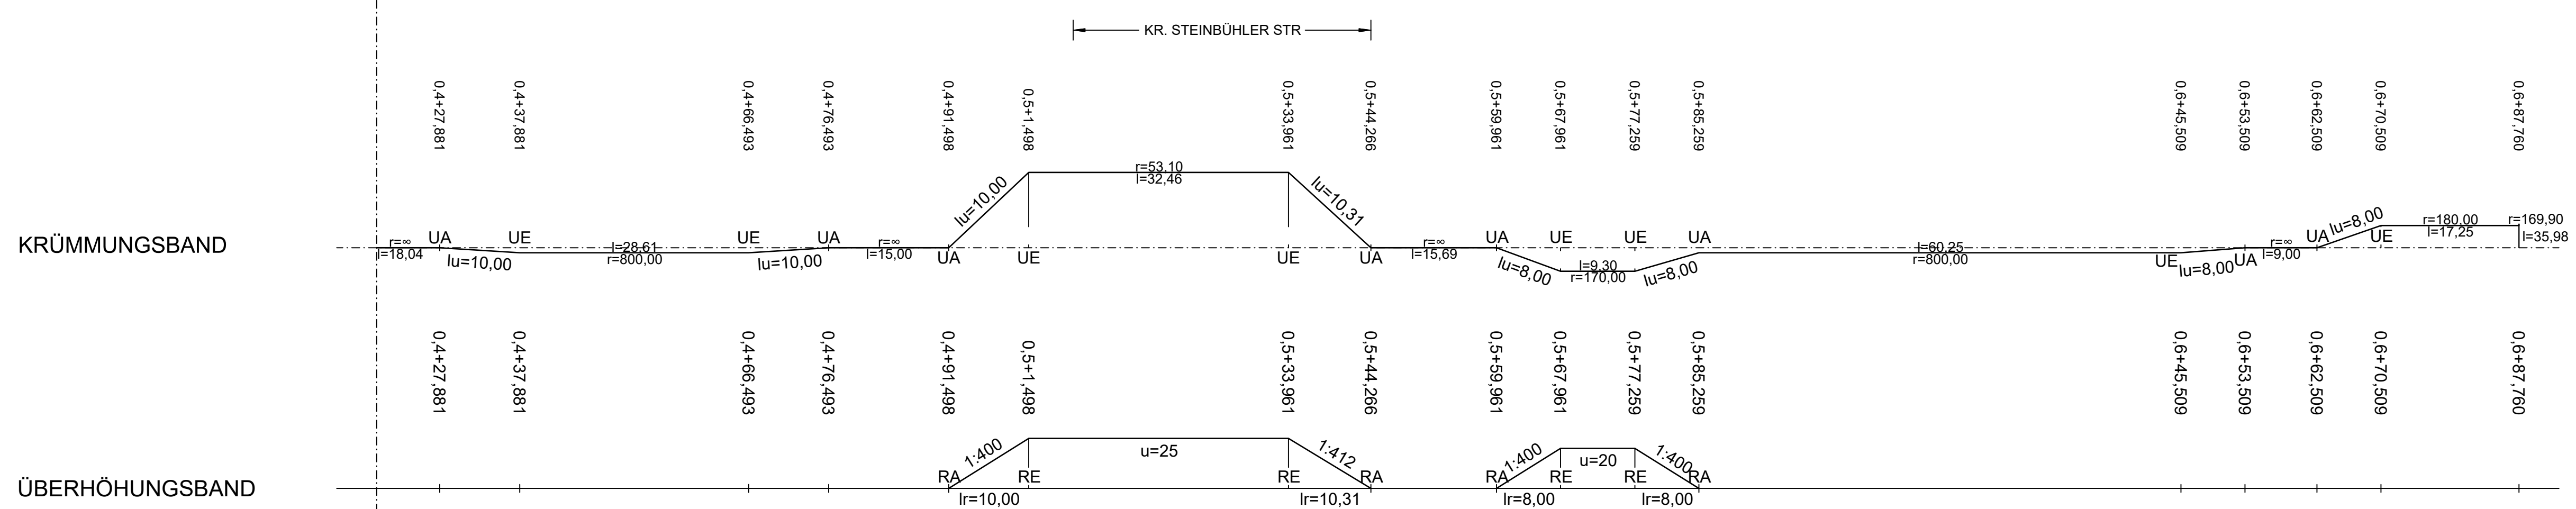 KR. STEINBÜHLER STR
0,4+27,881
0,4+37,881
0,4+66,493
0,4+76,493
0,4+91,498
0,5+1,498
0,5+33,961
0,5+44,266
0,5+59,961
0,5+67,961
0,5+77,259
0,5+85,259
0,6+45,509
0,6+53,509
0,6+62,509
0,6+70,509
0,6+87,760
KRÜMMUNGSBAND
r=∞
l=18,04
UA
lu=10,00
UE
l=28,61
r=800,00
UE
lu=10,00
UA
r=∞
l=15,00
UA
lu=10,00
UE
r=53,10
l=32,46
UE
lu=10,31
UA
r=∞
l=15,69
UA
lu=8,00
UE
l=9,30
r=170,00
UE
lu=8,00
UA
l=60,25
r=800,00
UE
lu=8,00
UA
r=∞
l=9,00
UA
lu=8,00
UE
r=180,00
l=17,25
r=169,90
l=35,98
0,4+27,881
0,4+37,881
0,4+66,493
0,4+76,493
0,4+91,498
0,5+1,498
0,5+33,961
0,5+44,266
0,5+59,961
0,5+67,961
0,5+77,259
0,5+85,259
0,6+45,509
0,6+53,509
0,6+62,509
0,6+70,509
0,6+87,760
ÜBERHÖHUNGSBAND
RA
1:400
lr=10,00
RE
u=25
RE
1:412
lr=10,31
RA
RA
1:400
lr=8,00
RE
u=20
RE
1:400
lr=8,00
RA